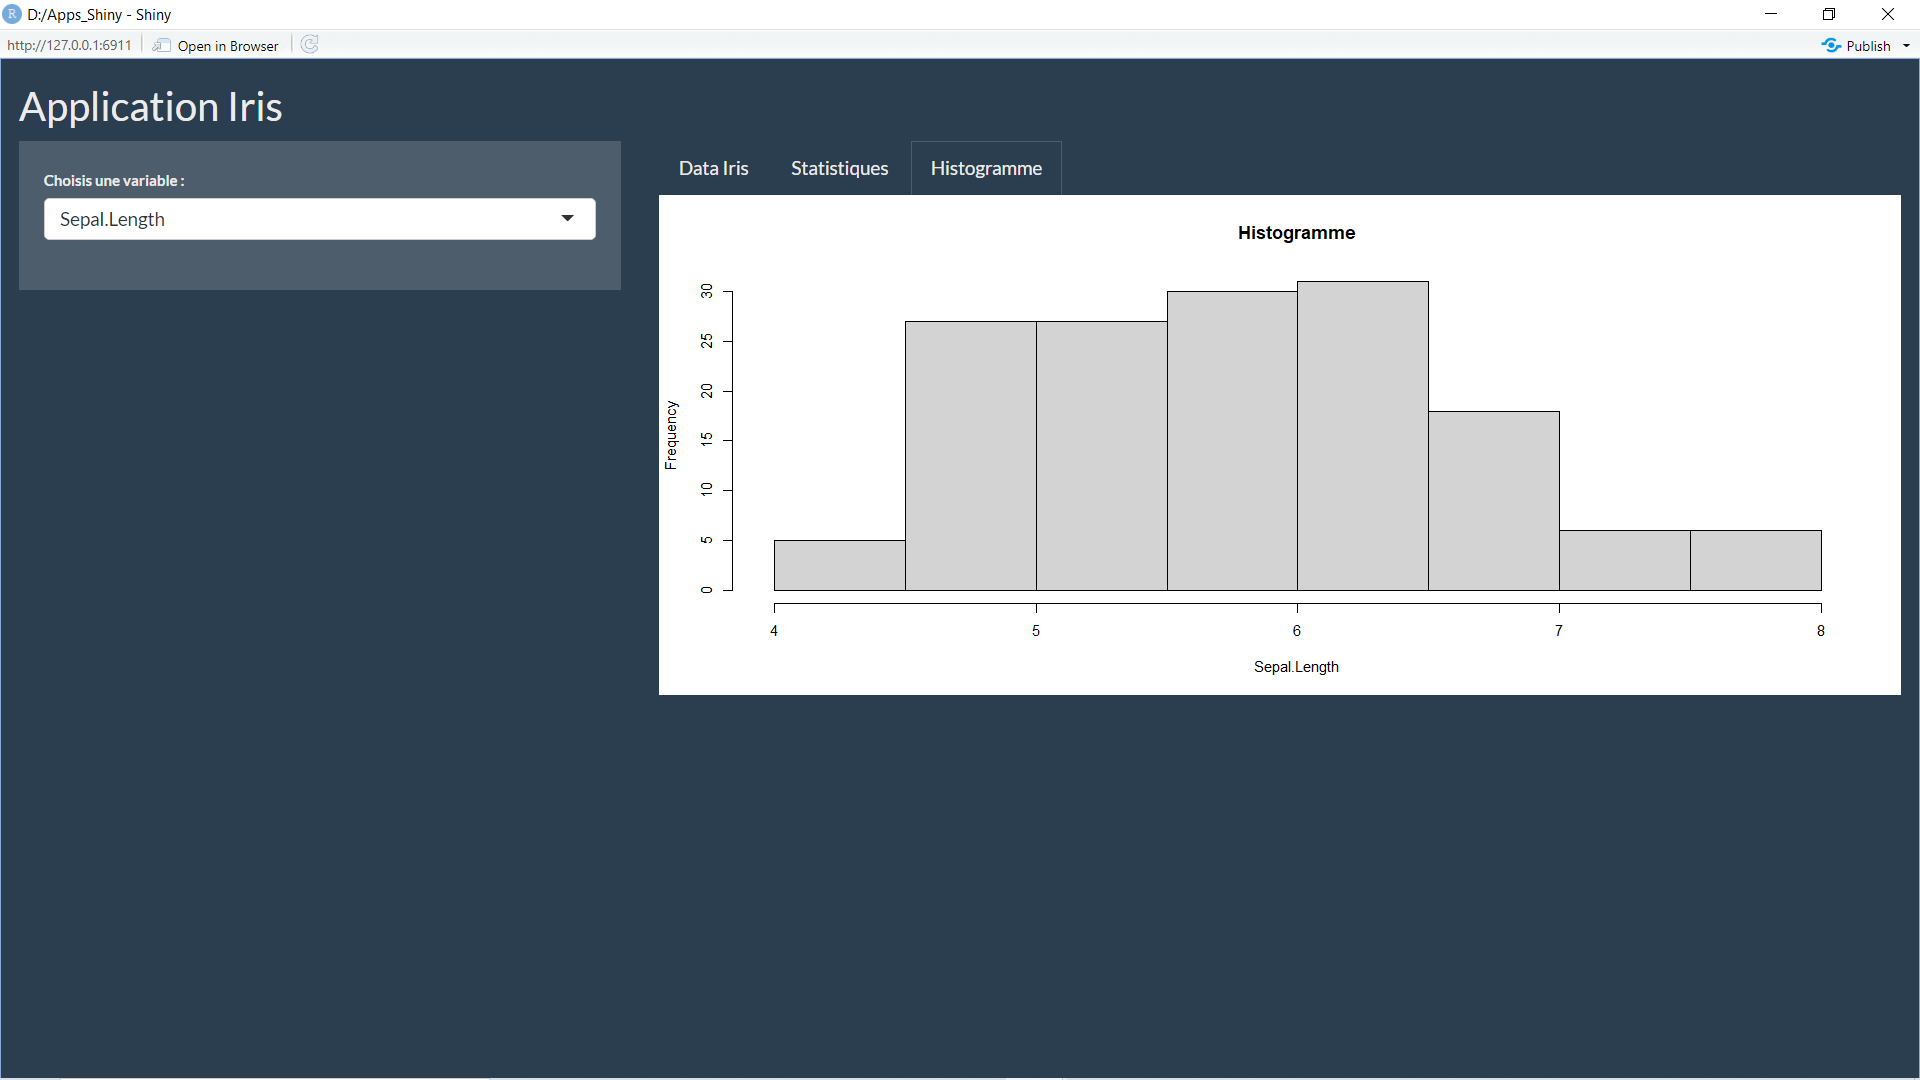 R D:/Apps_Shiny - Shiny
http://127.0.0.1:6911 Open in Browser Publish
Application Iris
Choisis une variable :
Sepal.Length
Data Iris Statistiques Histogramme
Histogramme
Frequency
30
25
20
15
10
5
0
4 5 6 7 8
Sepal.Length